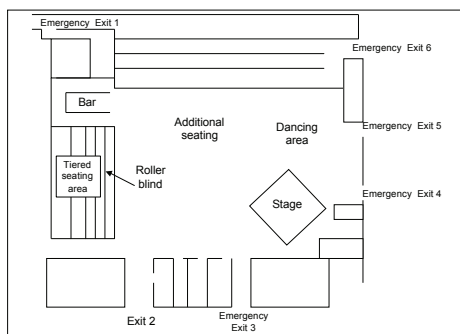 Emergency Exit 1
Emergency Exit 6
Bar
Additional
seating
Dancing
area
Emergency Exit 5
Tiered
seating
area
Roller
blind
Stage
Emergency Exit 4
Exit 2
Emergency
Exit 3